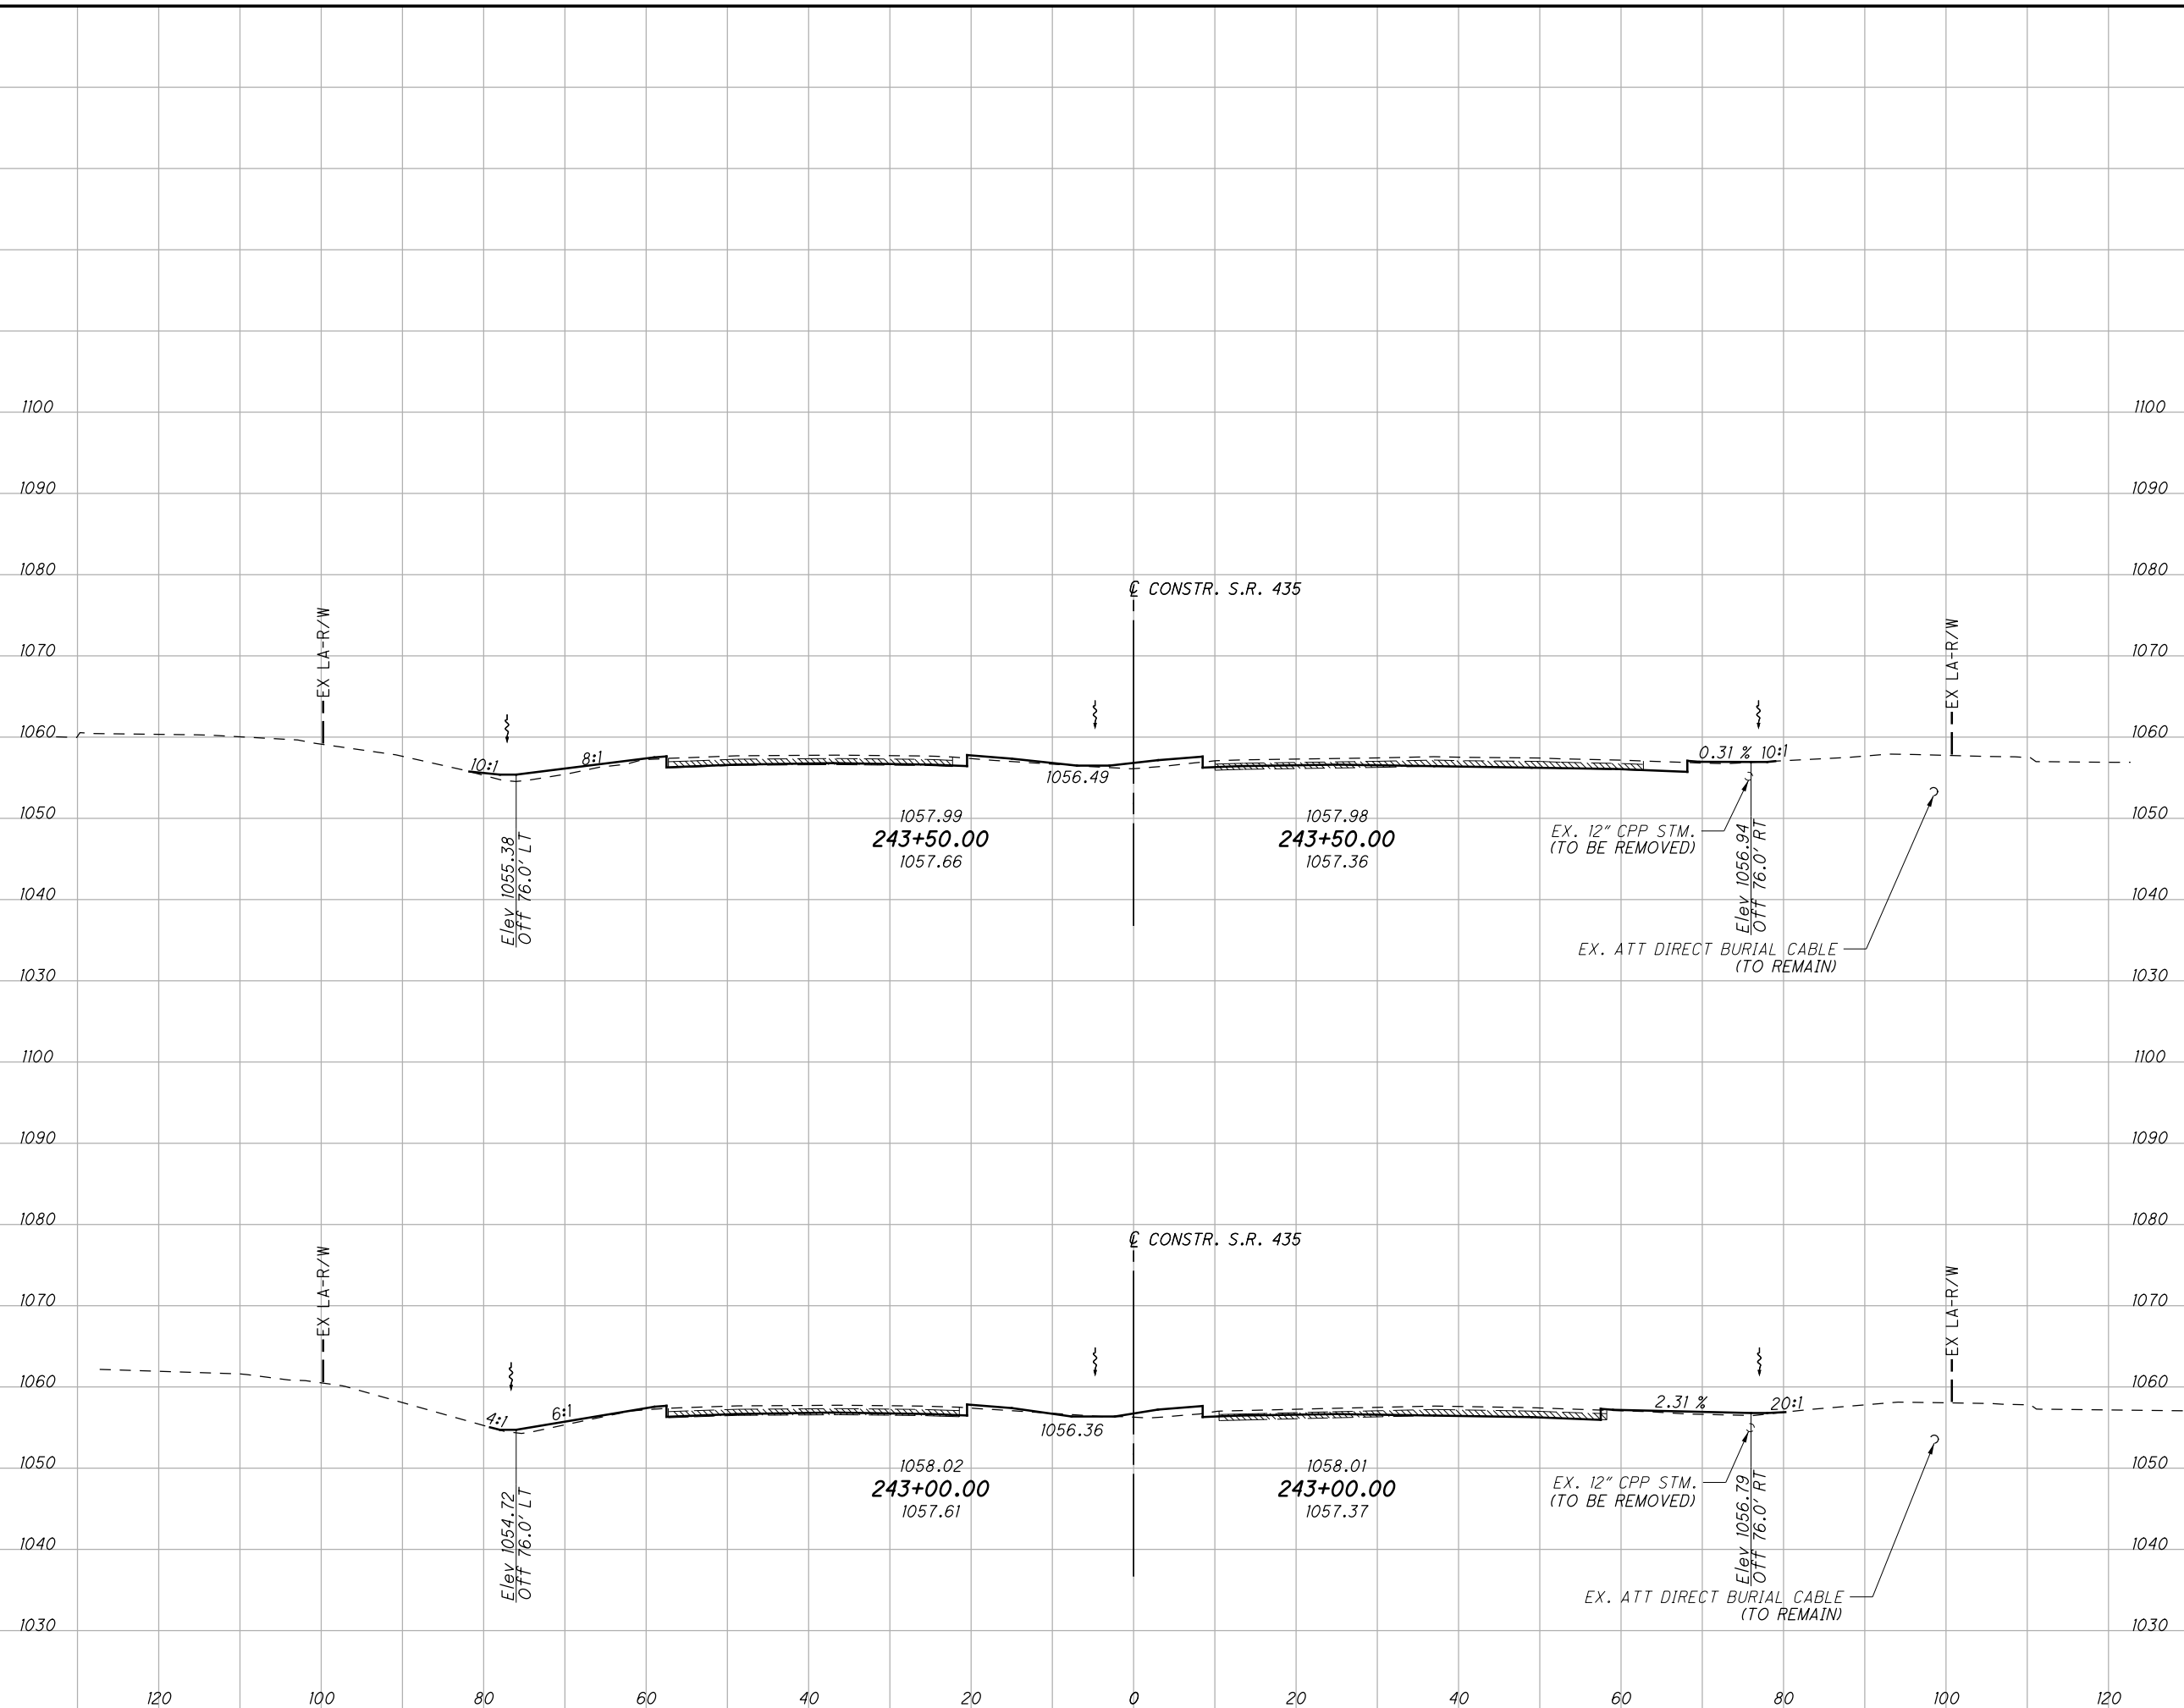 1100 1100
1090 1090
1080 1080
℄ CONSTR. S.R. 435
EX LA-R/W
EX LA-R/W
1070 1070
1060 1060
10:1
8:1
0.31 % 10:1
1056.49
1050 1050
1057.99
243+50.00
1057.66
1057.98
243+50.00
1057.36
EX. 12" CPP STM.
(TO BE REMOVED)
Elev 1055.38
Off 76.0' LT
Elev 1056.94
Off 76.0' RT
1040 1040
EX. ATT DIRECT BURIAL CABLE
(TO REMAIN)
1030 1030
1100 1100
1090 1090
1080 1080
℄ CONSTR. S.R. 435
EX LA-R/W
EX LA-R/W
1070 1070
1060 1060
4:1
6:1
2.31 %
20:1
1056.36
1050 1050
1058.02
243+00.00
1057.61
1058.01
243+00.00
1057.37
EX. 12" CPP STM.
(TO BE REMOVED)
Elev 1054.72
Off 76.0' LT
Elev 1056.79
Off 76.0' RT
1040 1040
EX. ATT DIRECT BURIAL CABLE
(TO REMAIN)
1030 1030
120 100 80 60 40 20 0 20 40 60 80 100 120